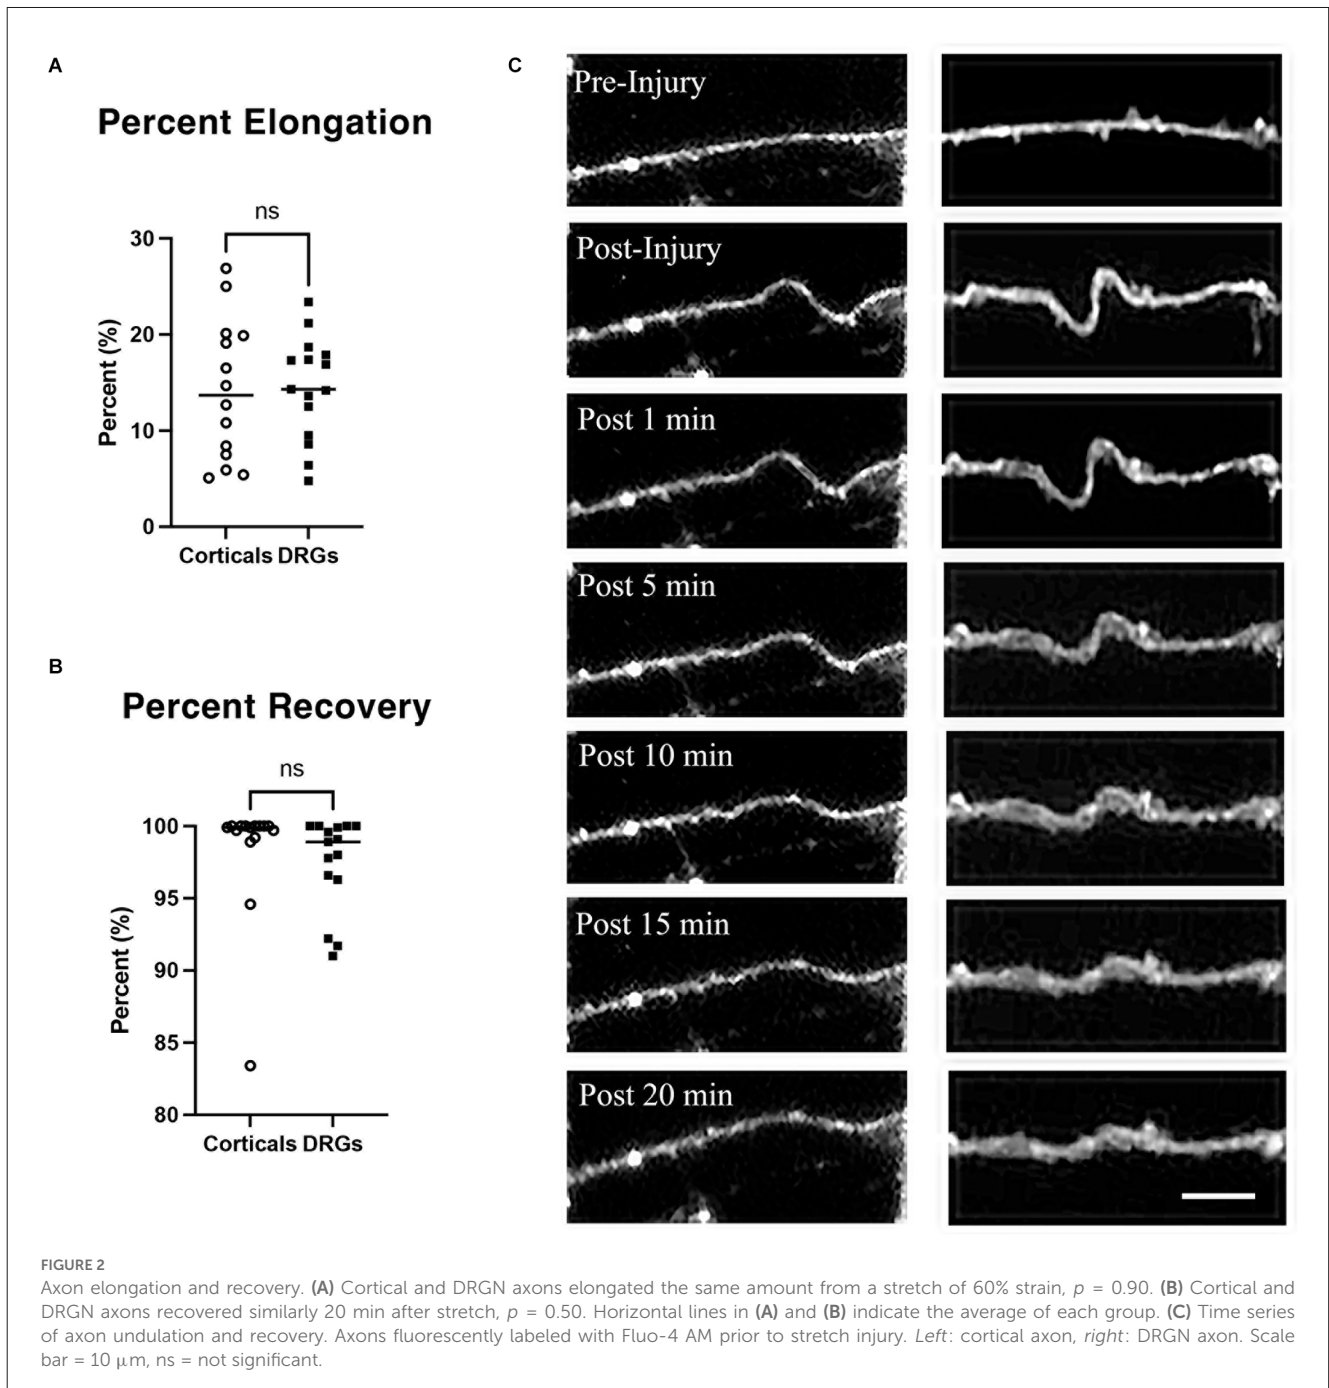 A
Percent Elongation
ns
30
20
10
0
Percent (%)
Corticals DRGs
B
Percent Recovery
ns
100
95
90
85
80
Percent (%)
Corticals DRGs
C
Pre-Injury
Post-Injury
Post 1 min
Post 5 min
Post 10 min
Post 15 min
Post 20 min
FIGURE 2
Axon elongation and recovery. (A) Cortical and DRGN axons elongated the same amount from a stretch of 60% strain, p = 0.90. (B) Cortical and
DRGN axons recovered similarly 20 min after stretch, p = 0.50. Horizontal lines in (A) and (B) indicate the average of each group. (C) Time series
of axon undulation and recovery. Axons fluorescently labeled with Fluo-4 AM prior to stretch injury. Left: cortical axon, right: DRGN axon. Scale
bar = 10 μm, ns = not significant.